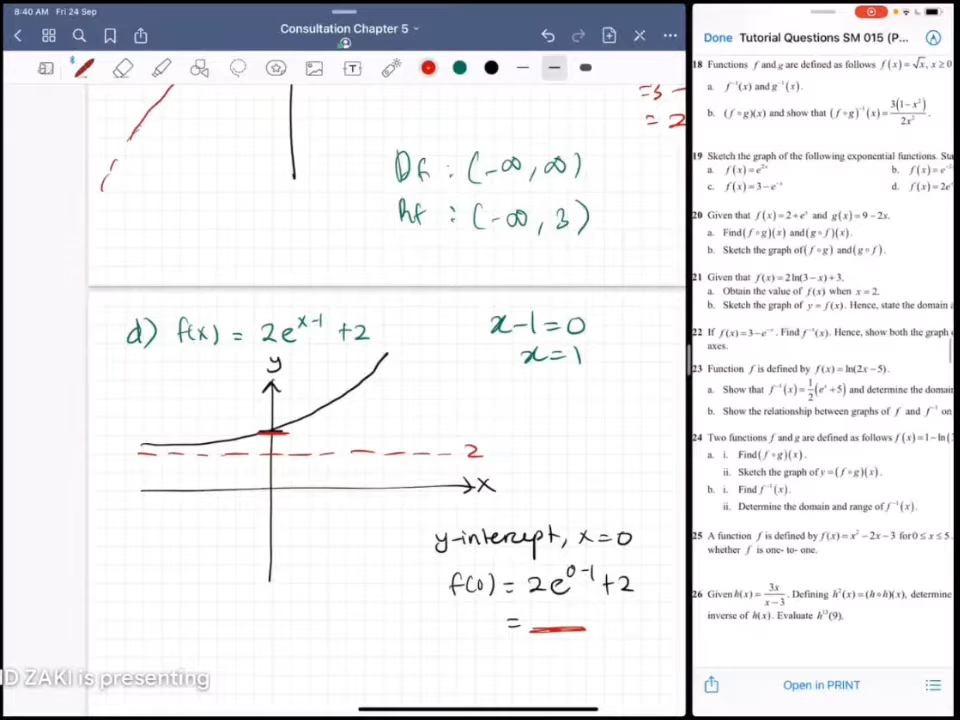 8:40 AM Fri 24 Sep
Consultation Chapter 5
=3 -
= 2
Df : (-∞, ∞)
Rf : (-∞, 3)
d) f(x) = 2e^(x-1) + 2
x-1=0
x=1
y
2
x
y-intercept, x=0
f(0) = 2e^(0-1) + 2
=
D ZAKI is presenting
Done Tutorial Questions SM 015 (P...
18 Functions f and g are defined as follows f(x) = √x, x ≥ 0
a. f⁻¹(x) and g⁻¹(x).
b. (f ∘ g)(x) and show that (f ∘ g)⁻¹(x) = 3(1 − x²)/2x².
19 Sketch the graph of the following exponential functions. Sta
a. f(x) = e^(2x) b. f(x) = e
c. f(x) = 3 − e^(−x) d. f(x) = 2e
20 Given that f(x) = 2 + eˣ and g(x) = 9 − 2x.
a. Find (f ∘ g)(x) and (g ∘ f)(x).
b. Sketch the graph of (f ∘ g) and (g ∘ f).
21 Given that f(x) = 2ln(3 − x) + 3.
a. Obtain the value of f(x) when x = 2.
b. Sketch the graph of y = f(x). Hence, state the domain
22 If f(x) = 3 − e^(−x). Find f⁻¹(x). Hence, show both the graph
axes.
23 Function f is defined by f(x) = ln(2x − 5).
a. Show that f⁻¹(x) = 1/2(eˣ + 5) and determine the domai
b. Show the relationship between graphs of f and f⁻¹ on
24 Two functions f and g are defined as follows f(x) = 1 − ln(
a. i. Find (f ∘ g)(x).
ii. Sketch the graph of y = (f ∘ g)(x).
b. i. Find f⁻¹(x).
ii. Determine the domain and range of f⁻¹(x).
25 A function f is defined by f(x) = x² − 2x − 3 for 0 ≤ x ≤ 5.
whether f is one- to- one.
26 Given h(x) = 3x/(x − 3). Defining h²(x) = (h ∘ h)(x), determine
inverse of h(x). Evaluate h¹³(9).
Open in PRINT